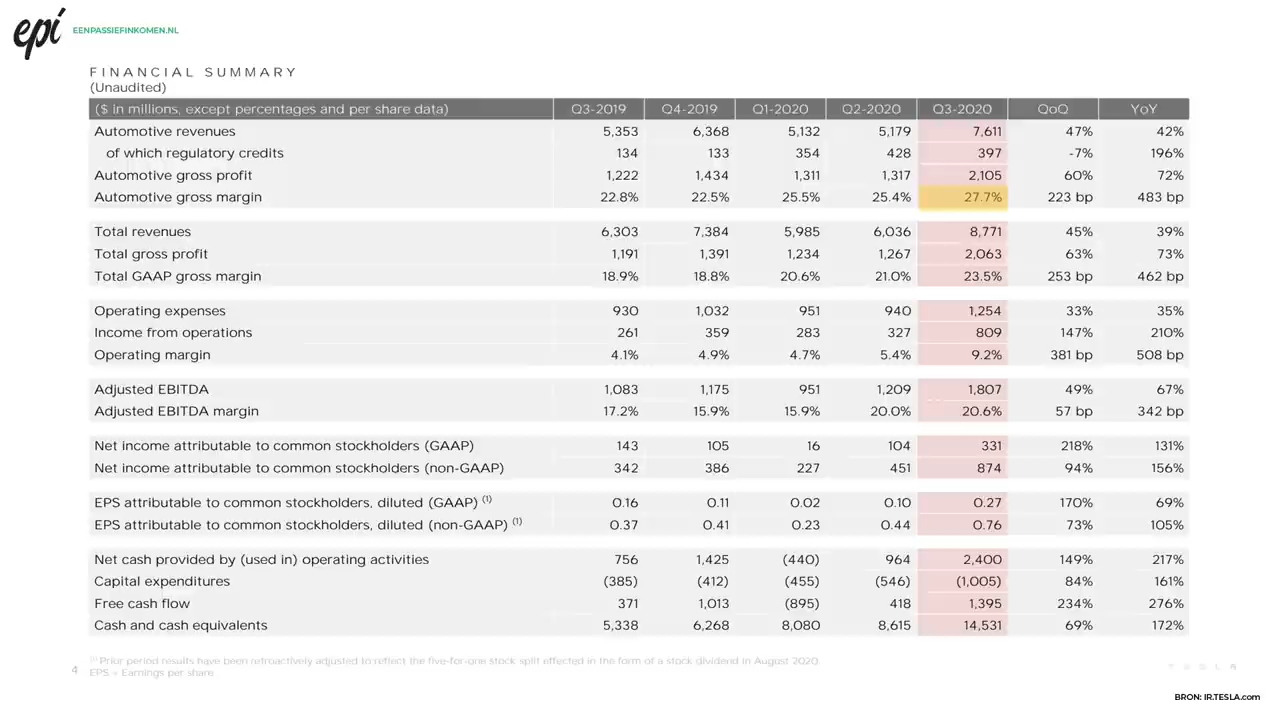 epi
EENPASSIEFINKOMEN.NL
FINANCIAL SUMMARY
(Unaudited)
($ in millions, except percentages and per share data) Q3-2019 Q4-2019 Q1-2020 Q2-2020 Q3-2020 QoQ YoY
Automotive revenues 5,353 6,368 5,132 5,179 7,611 47% 42%
of which regulatory credits 134 133 354 428 397 -7% 196%
Automotive gross profit 1,222 1,434 1,311 1,317 2,105 60% 72%
Automotive gross margin 22.8% 22.5% 25.5% 25.4% 27.7% 223 bp 483 bp
Total revenues 6,303 7,384 5,985 6,036 8,771 45% 39%
Total gross profit 1,191 1,391 1,234 1,267 2,063 63% 73%
Total GAAP gross margin 18.9% 18.8% 20.6% 21.0% 23.5% 253 bp 462 bp
Operating expenses 930 1,032 951 940 1,254 33% 35%
Income from operations 261 359 283 327 809 147% 210%
Operating margin 4.1% 4.9% 4.7% 5.4% 9.2% 381 bp 508 bp
Adjusted EBITDA 1,083 1,175 951 1,209 1,807 49% 67%
Adjusted EBITDA margin 17.2% 15.9% 15.9% 20.0% 20.6% 57 bp 342 bp
Net income attributable to common stockholders (GAAP) 143 105 16 104 331 218% 131%
Net income attributable to common stockholders (non-GAAP) 342 386 227 451 874 94% 156%
EPS attributable to common stockholders, diluted (GAAP) (1) 0.16 0.11 0.02 0.10 0.27 170% 69%
EPS attributable to common stockholders, diluted (non-GAAP) (1) 0.37 0.41 0.23 0.44 0.76 73% 105%
Net cash provided by (used in) operating activities 756 1,425 (440) 964 2,400 149% 217%
Capital expenditures (385) (412) (455) (546) (1,005) 84% 161%
Free cash flow 371 1,013 (895) 418 1,395 234% 276%
Cash and cash equivalents 5,338 6,268 8,080 8,615 14,531 69% 172%
(1) Prior period results have been retroactively adjusted to reflect the five-for-one stock split effected in the form of a stock dividend in August 2020.
EPS = Earnings per share
4
TESLA
BRON: IR.TESLA.com